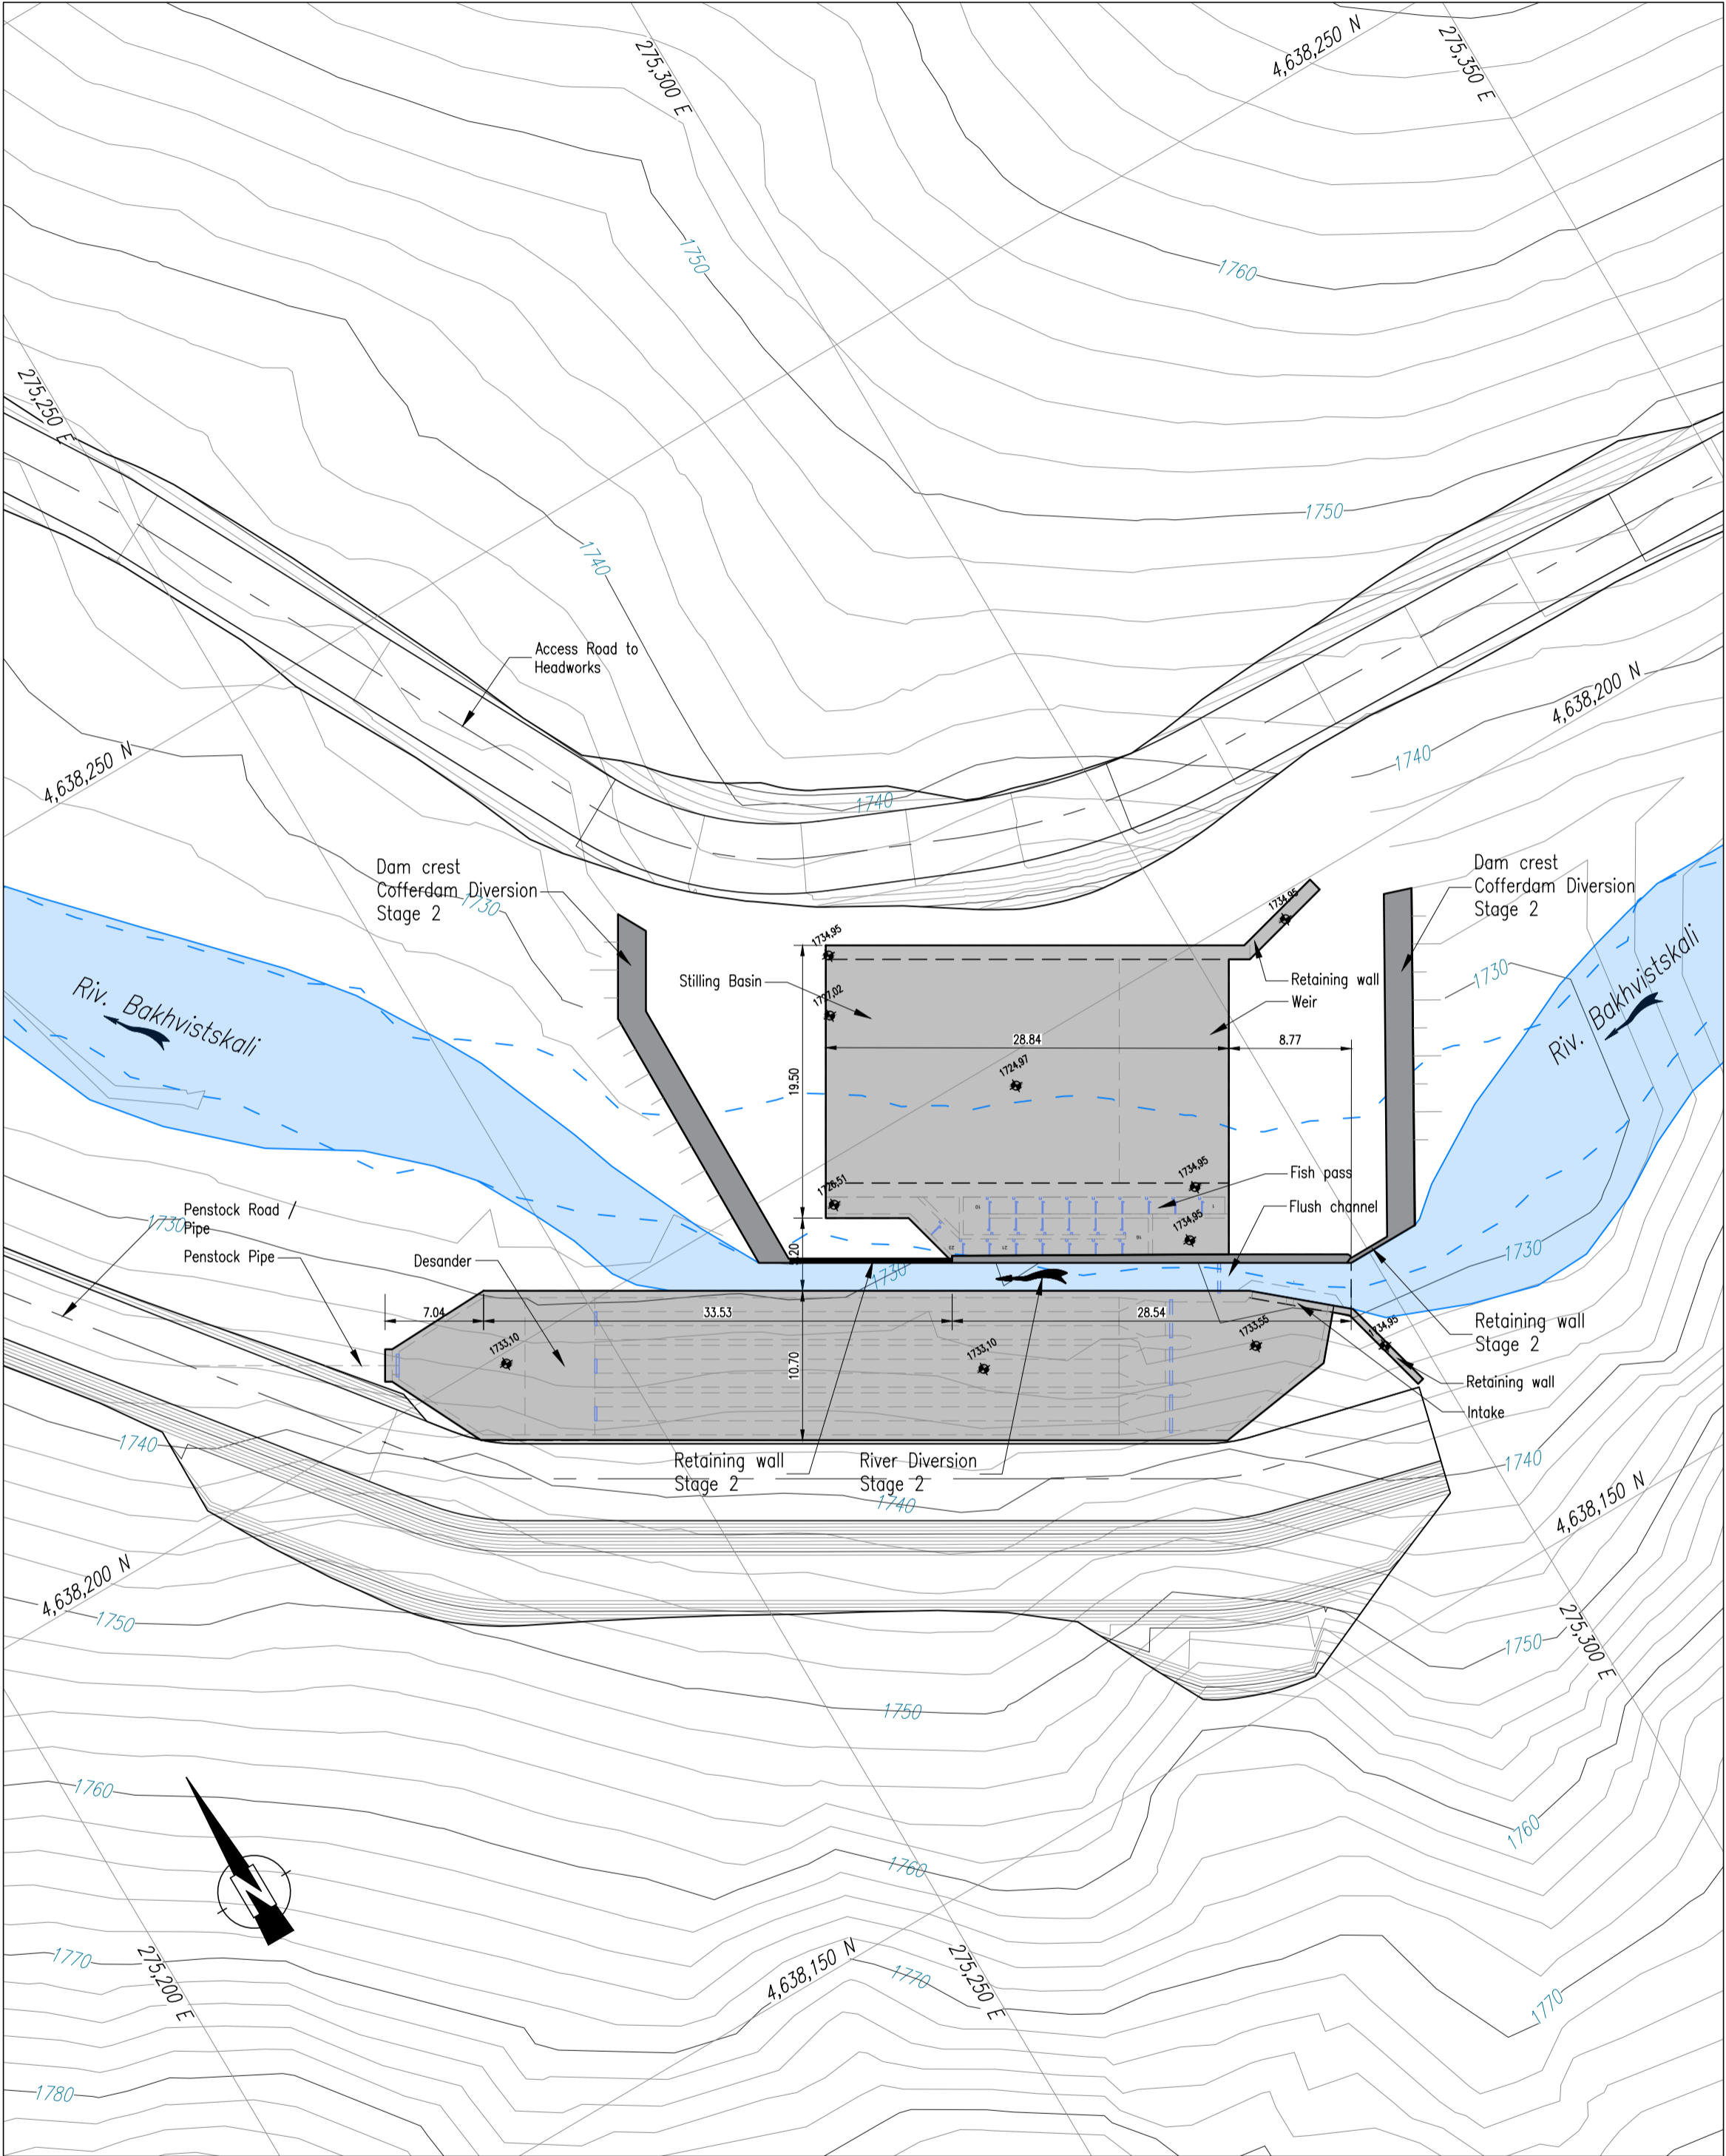 275,300 E
4,638,250 N
275,350 E
1750
1760
275,250 E
1750
1740
Access Road to
Headworks
4,638,200 N
1740
4,638,250 N
1740
Dam crest
Cofferdam Diversion
Stage 2
1730
Dam crest
Cofferdam Diversion
Stage 2
1734,95
1734,95
Stilling Basin
Retaining wall
Weir
1730
Riv. Bakhvistskali
Riv. Bakhvistskali
28.84
8.77
1724,97
19.50
Fish pass
1734,95
Flush channel
1726,51
1734,95
Penstock Road /
Pipe
1730
Penstock Pipe
Desander
1730
1730
7.04
33.53
28.54
1733,10
1733,10
1733,55
1734,95
10.70
Retaining wall
Stage 2
Retaining wall
Intake
1740
Retaining wall
Stage 2
River Diversion
Stage 2
1740
1740
4,638,150 N
4,638,200 N
1750
275,300 E
1750
1750
1760
1760
1760
275,200 E
1770
4,638,150 N
275,250 E
1770
1770
1780